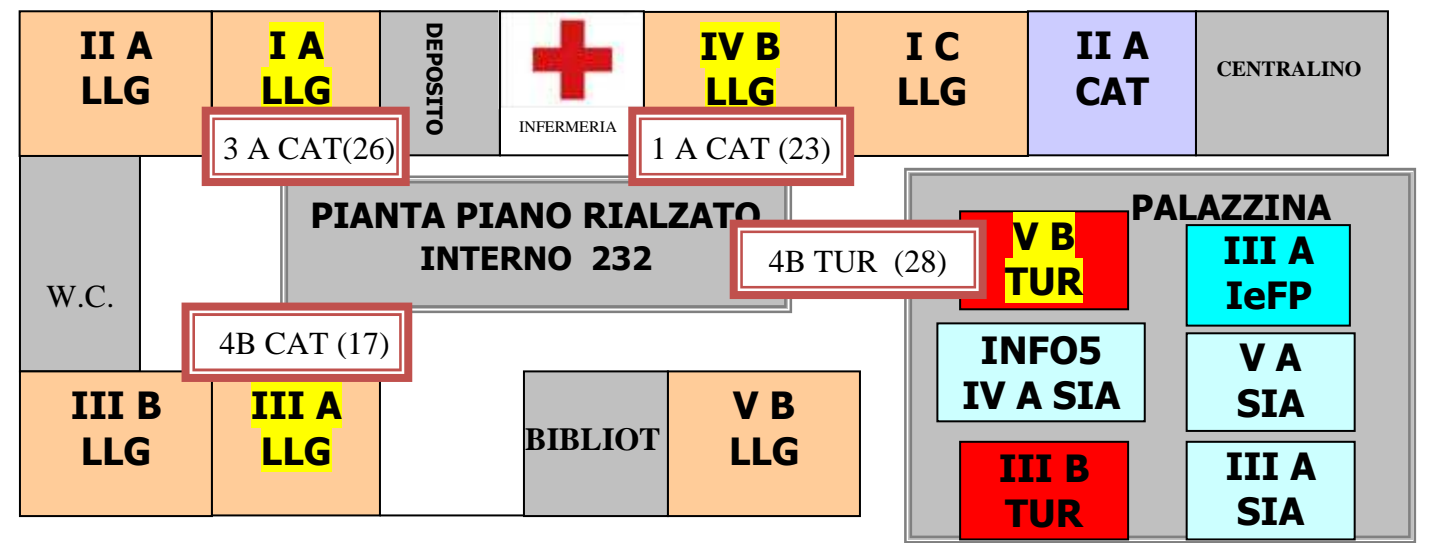 II A
LLG
I A
LLG
DEPOSITO
INFERMERIA
IV B
LLG
I C
LLG
II A
CAT
CENTRALINO
3 A CAT(26)
1 A CAT (23)
PIANTA PIANO RIALZATO
INTERNO 232
4B TUR (28)
W.C.
4B CAT (17)
PALAZZINA
V B
TUR
III A
IeFP
INFO5
IV A SIA
V A
SIA
III B
TUR
III A
SIA
III B
LLG
III A
LLG
BIBLIOT
V B
LLG